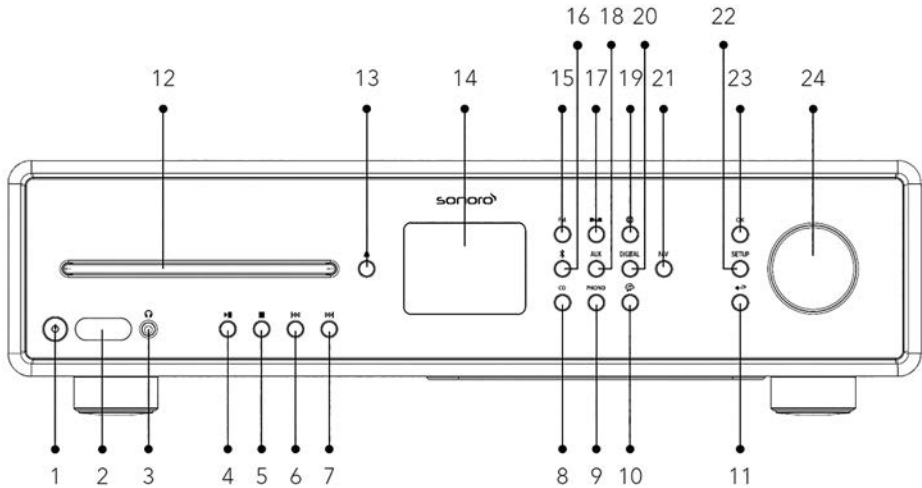 16 18 20 22
12 13 14 15 17 19 21 23 24
sonoro
FM OK
AUX DIGITAL FAV SETUP
CD PHONO
1 2 3 4 5 6 7 8 9 10 11